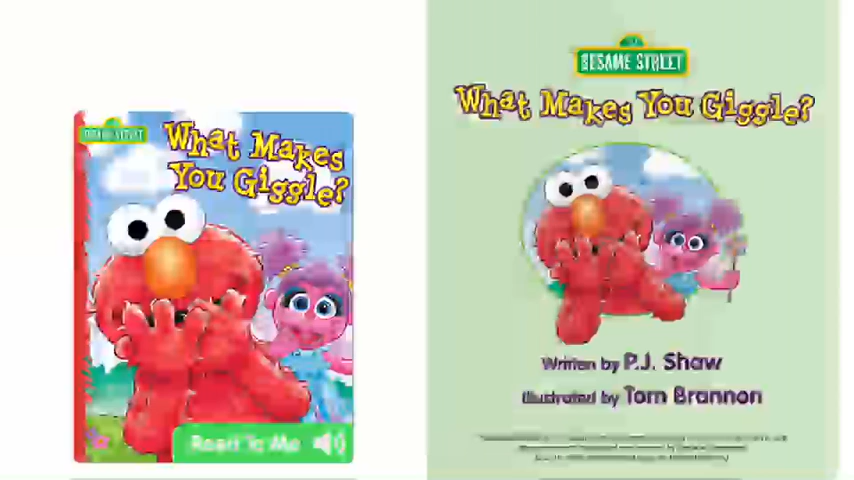 SESAME STREET
What Makes
You Giggle?
Read To Me
SESAME STREET
What Makes You Giggle?
Written by P.J. Shaw
Illustrated by Tom Brannon